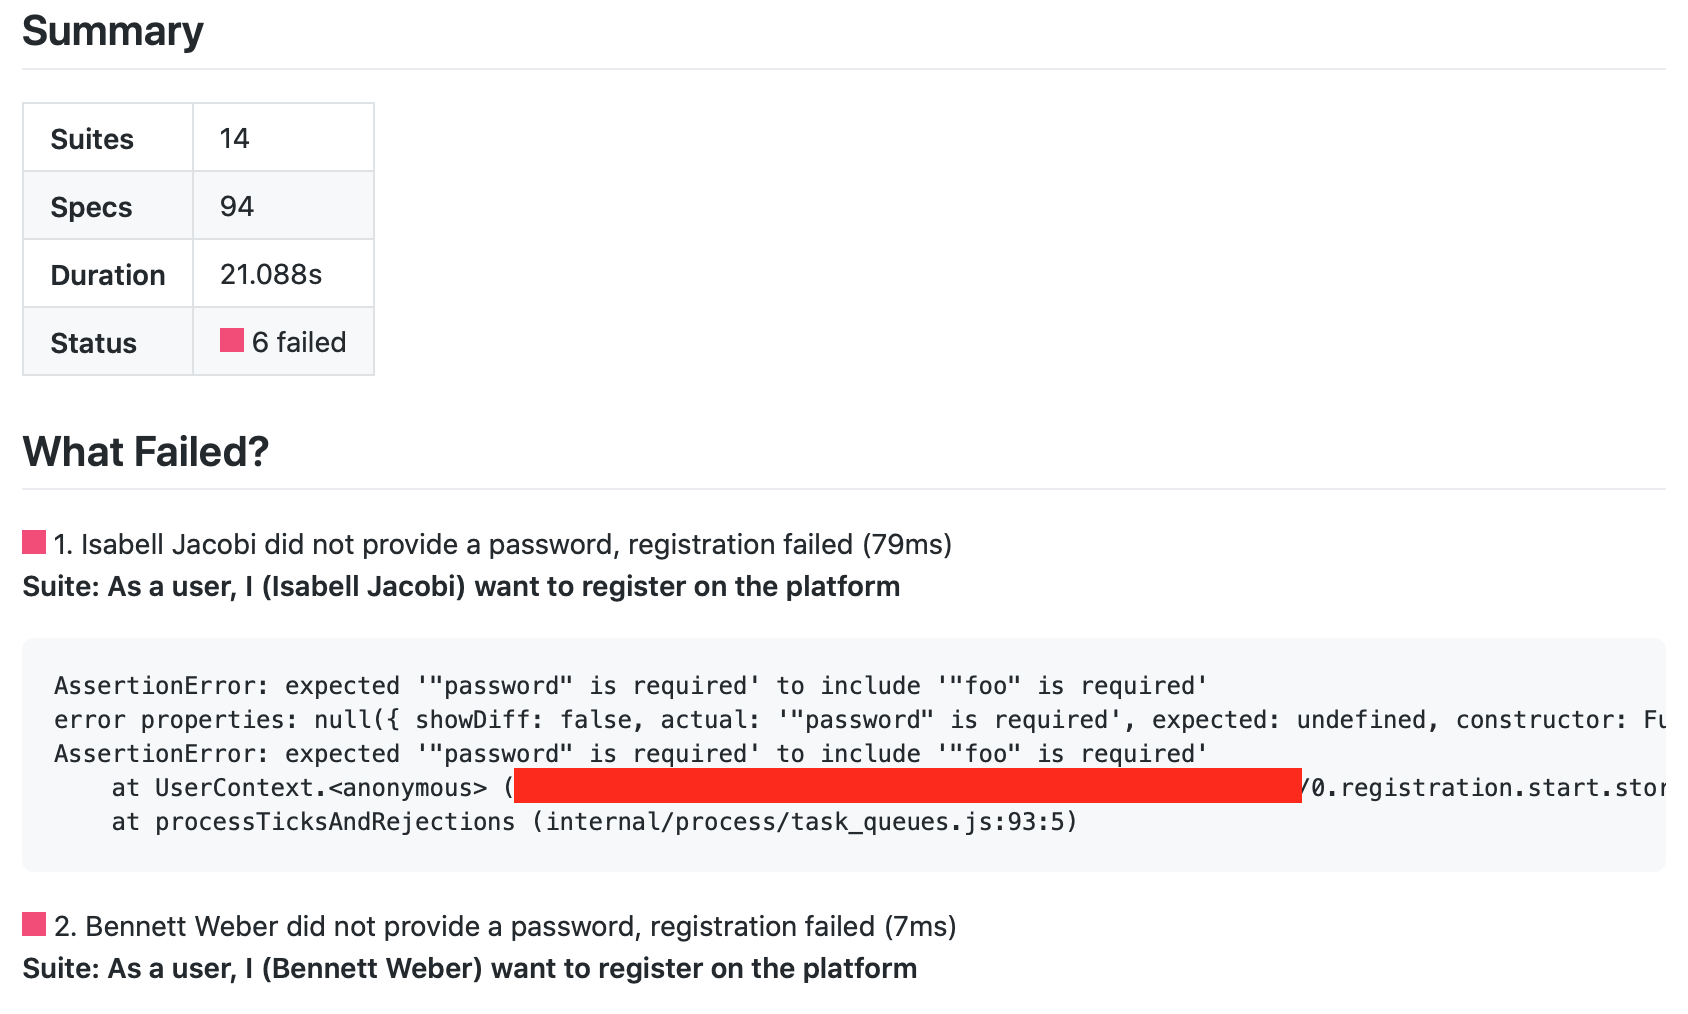 Summary
Suites 14
Specs 94
Duration 21.088s
Status 6 failed
What Failed?
1. Isabell Jacobi did not provide a password, registration failed (79ms)
Suite: As a user, I (Isabell Jacobi) want to register on the platform
AssertionError: expected '"password" is required' to include '"foo" is required'
error properties: null({ showDiff: false, actual: '"password" is required', expected: undefined, constructor: Fu
AssertionError: expected '"password" is required' to include '"foo" is required'
at UserContext.<anonymous> ( /0.registration.start.stor
at processTicksAndRejections (internal/process/task_queues.js:93:5)
2. Bennett Weber did not provide a password, registration failed (7ms)
Suite: As a user, I (Bennett Weber) want to register on the platform